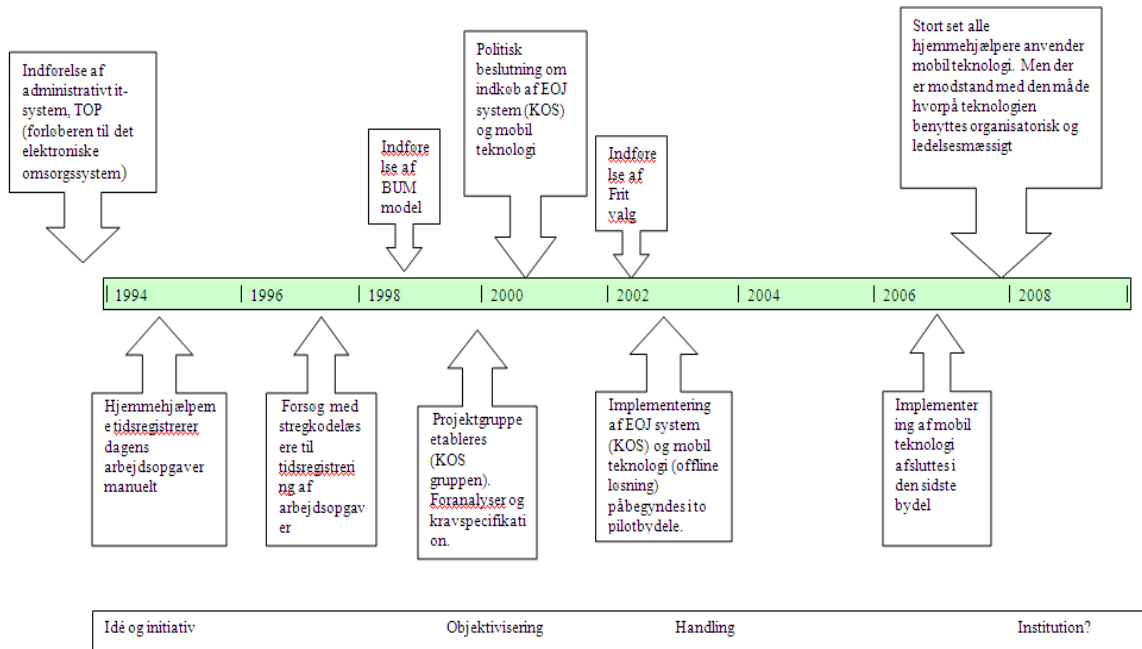 Indførelse af
administrativt it-
system, TOP
(forløberen til det
elektroniske
omsorgssystem)
Indføre
lse af
BUM
model
Politisk
beslutning om
indkøb af EOJ
system (KOS)
og mobil
teknologi
Indføre
lse af
Frit
valg
Stort set alle
hjemmehjælpere anvender
mobil teknologi. Men der
er modstand med den måde
hvorpå teknologien
benyttes organisatorisk og
ledelsesmæssigt
| 1994 | 1996 | 1998 | 2000 | 2002 | 2004 | 2006 | 2008 |
Hjemmehjælpern
e tidsregistrerer
dagens
arbejdsopgaver
manuelt
Forsøg med
stregkodelæs
ere til
tidsregistreri
ng af
arbejdsopgav
er
Projektgruppe
etableres
(KOS
gruppen).
Foranalyser og
kravspecifikati
on.
Implementering
af EOJ system
(KOS) og mobil
teknologi (offline
løsning)
påbegyndes i to
pilotbydele.
Implementer
ing af mobil
teknologi
afsluttes i
den sidste
bydel
Idé og initiativ Objektivisering Handling Institution?